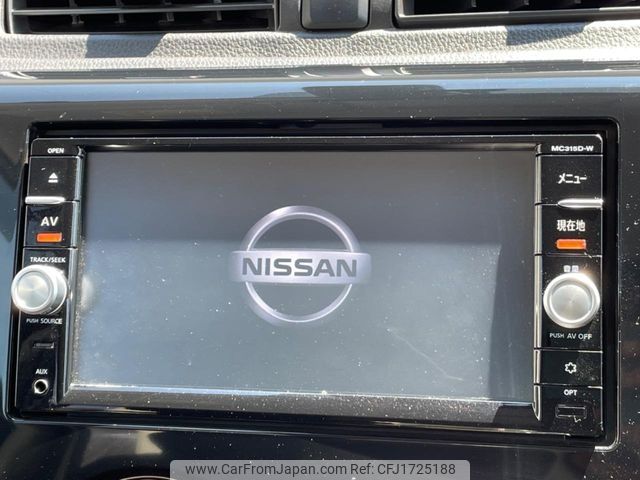 OPEN
MC315D-W
メニュー
AV
現在地
TRACK/SEEK
NISSAN
PUSH SOURCE
PUSH AV OFF
AUX
OPT
www.CarFromJapan.com Ref: CFJ1725188